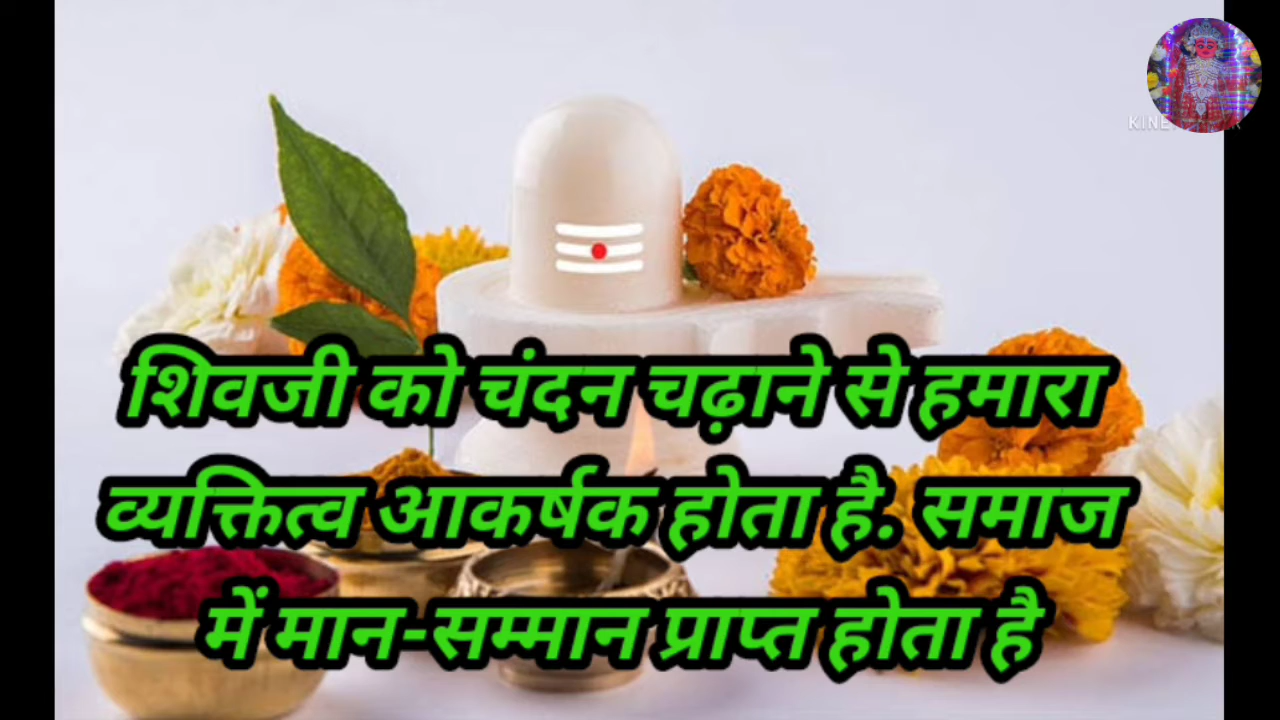 शिवजी को चंदन चढ़ाने से हमारा
व्यक्तित्व आकर्षक होता है. समाज
में मान-सम्मान प्राप्त होता है